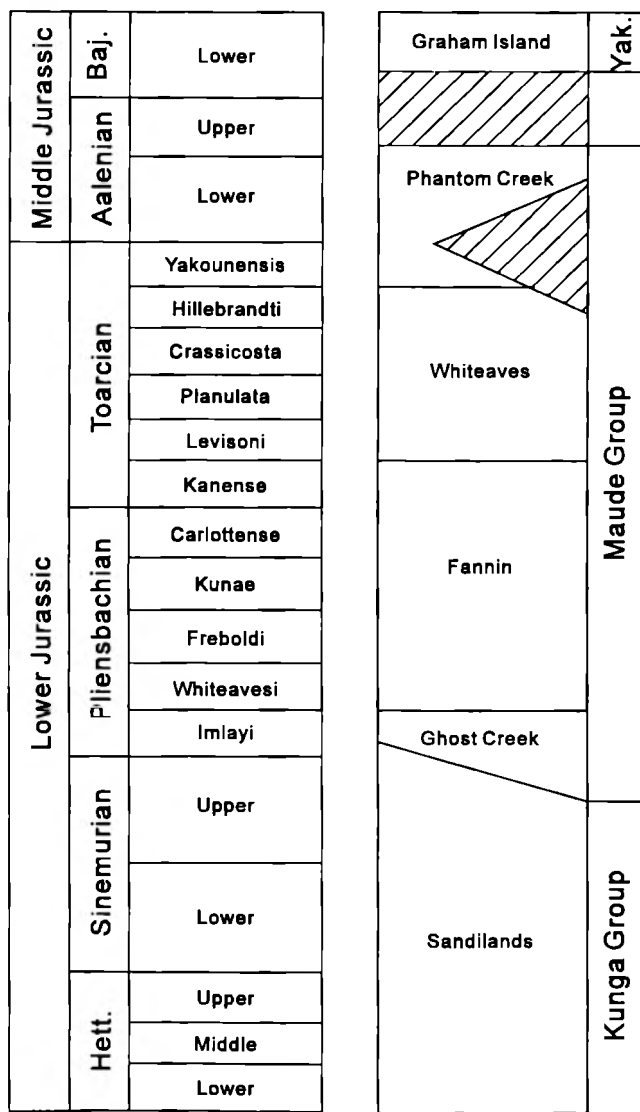 Middle Jurassic
Lower Jurassic
Baj.
Aalenian
Toarcian
Pliensbachian
Sinemurian
Hett.
Lower
Upper
Lower
Yakounensis
Hillebrandti
Crassicosta
Planulata
Levisoni
Kanense
Carlottense
Kunae
Freboldi
Whiteavesi
Imlayi
Upper
Lower
Upper
Middle
Lower
Graham Island
Phantom Creek
Whiteaves
Fannin
Ghost Creek
Sandilands
Yak.
Maude Group
Kunga Group